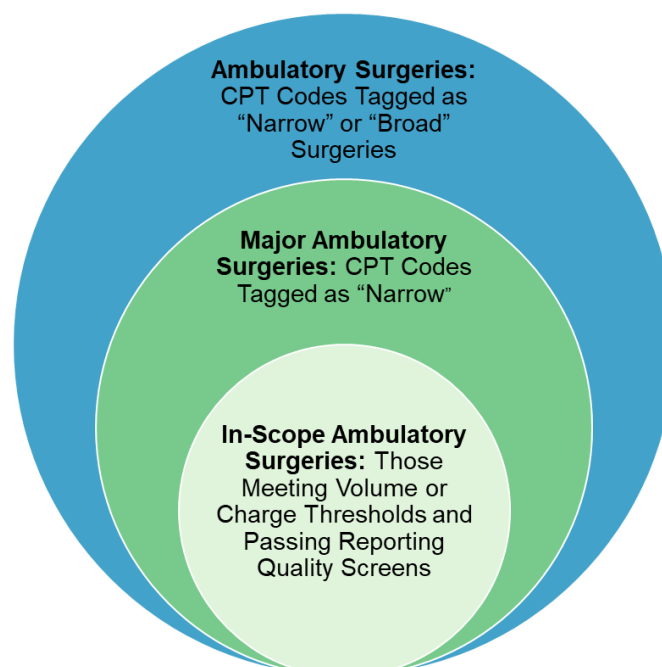 Ambulatory Surgeries:
CPT Codes Tagged as
“Narrow” or “Broad”
Surgeries
Major Ambulatory
Surgeries: CPT Codes
Tagged as “Narrow”
In-Scope Ambulatory
Surgeries: Those
Meeting Volume or
Charge Thresholds and
Passing Reporting
Quality Screens